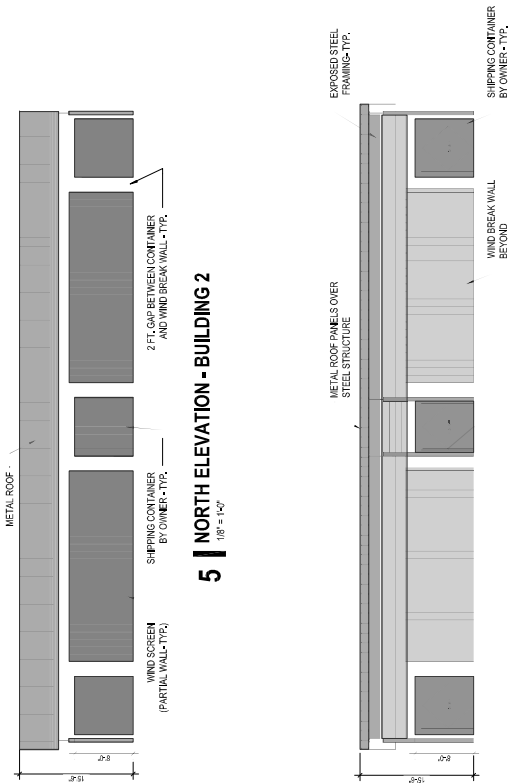 METAL ROOF -
15'-6"
8'-0"
WIND SCREEN
(PARTIAL WALL-TYP.)
SHIPPING CONTAINER
BY OWNER - TYP.
2 FT. GAP BETWEEN CONTAINER
AND WIND BREAK WALL - TYP.
5 NORTH ELEVATION - BUILDING 2
1/8" = 1'-0"
METAL ROOF PANELS OVER
STEEL STRUCTURE
EXPOSED STEEL
FRAMING-TYP.
15'-6"
8'-0"
WIND BREAK WALL
BEYOND
SHIPPING CONTAINER
BY OWNER - TYP.